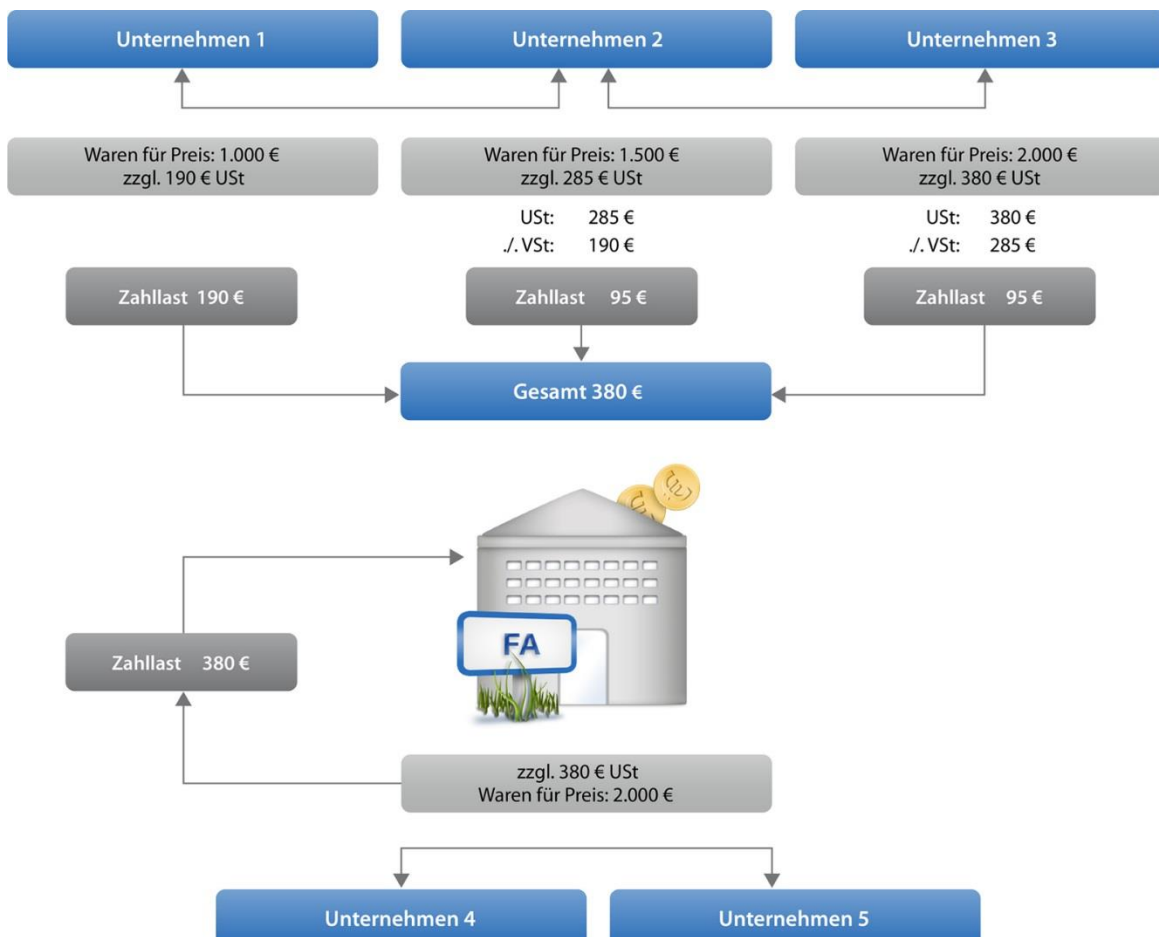 Unternehmen 1
Unternehmen 2
Unternehmen 3
Waren für Preis: 1.000 €
zzgl. 190 € USt
Waren für Preis: 1.500 €
zzgl. 285 € USt
Waren für Preis: 2.000 €
zzgl. 380 € USt
USt: 285 €
./. VSt: 190 €
USt: 380 €
./. VSt: 285 €
Zahllast 190 €
Zahllast 95 €
Zahllast 95 €
Gesamt 380 €
FA
Zahllast 380 €
zzgl. 380 € USt
Waren für Preis: 2.000 €
Unternehmen 4
Unternehmen 5